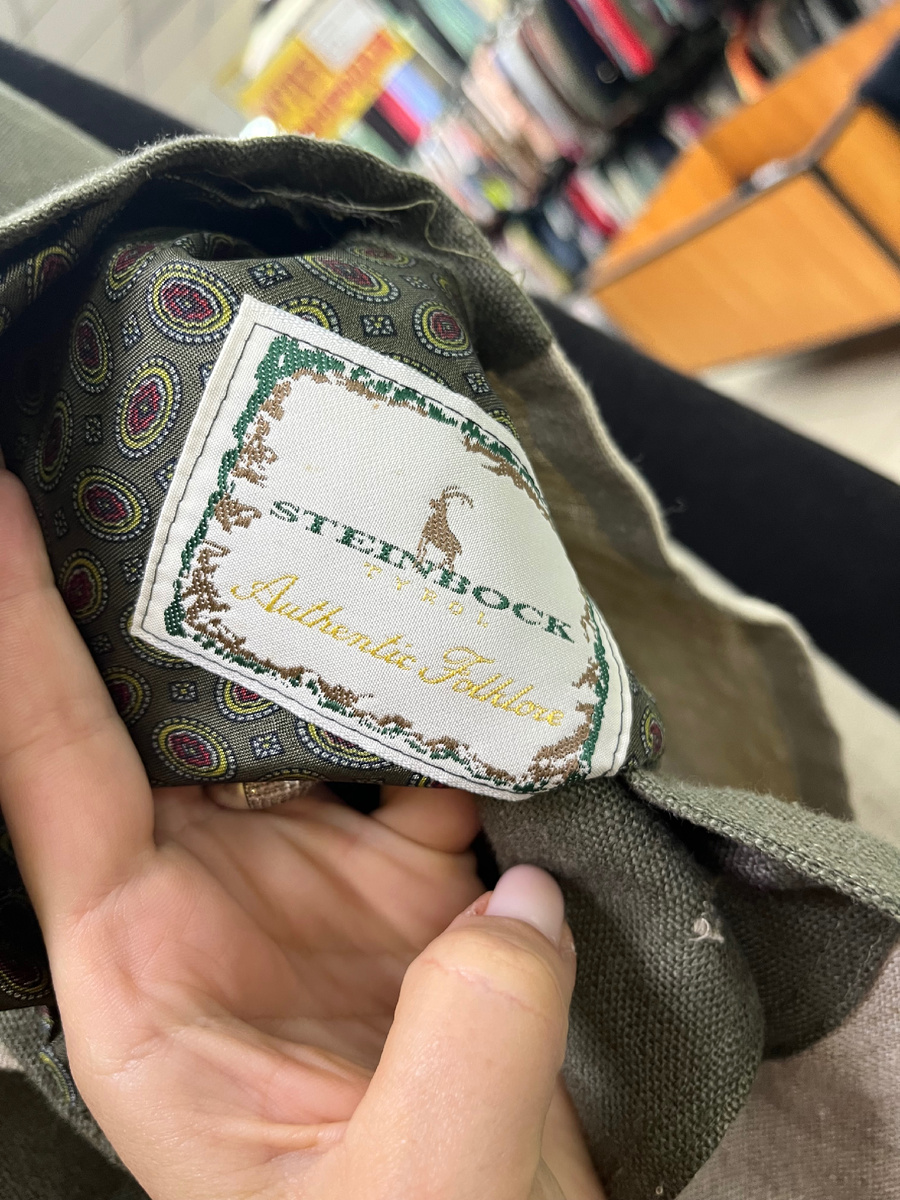 STEINBOCK
TYROL
Authentic Folklore